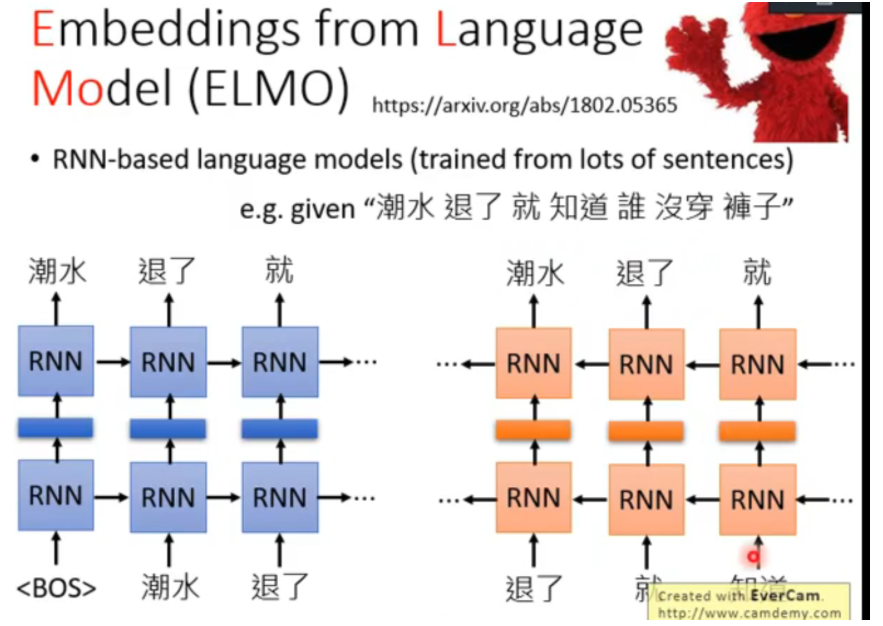 Embeddings from Language
Model (ELMO) https://arxiv.org/abs/1802.05365
• RNN-based language models (trained from lots of sentences)
e.g. given “潮水 退了 就 知道 誰 沒穿 褲子”
潮水 退了 就 潮水 退了 就
RNN RNN RNN ... ... RNN RNN RNN ...
RNN RNN RNN ... ... RNN RNN RNN ...
<BOS> 潮水 退了 退了 就 知道
Created with EverCam.
http://www.camdemy.com